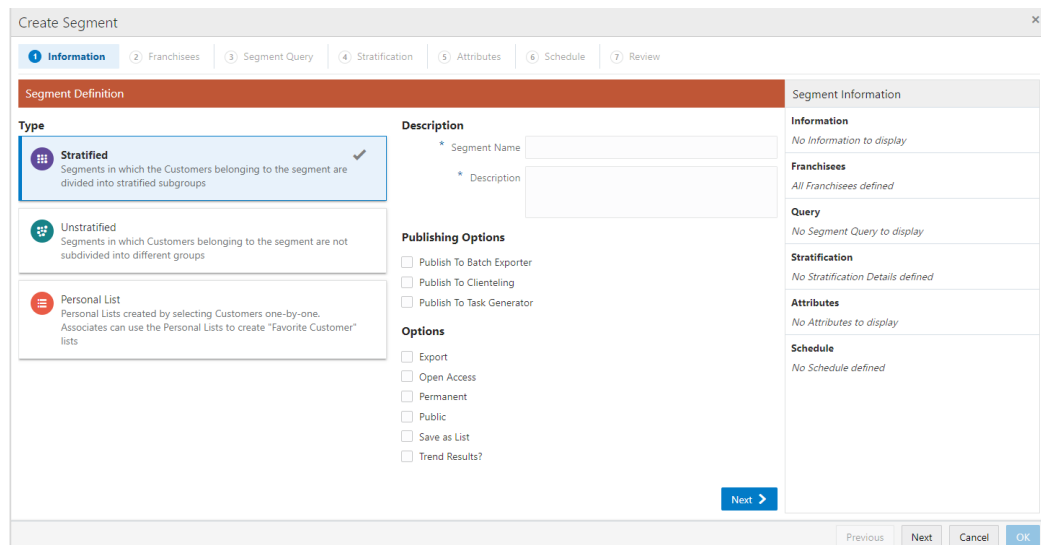 Create Segment
×
1 Information 2 Franchisees 3 Segment Query 4 Stratification 5 Attributes 6 Schedule 7 Review
Segment Definition
Type
Stratified
Segments in which the Customers belonging to the segment are
divided into stratified subgroups
Unstratified
Segments in which Customers belonging to the segment are not
subdivided into different groups
Personal List
Personal Lists created by selecting Customers one-by-one.
Associates can use the Personal Lists to create "Favorite Customer"
lists
Description
* Segment Name
* Description
Publishing Options
Publish To Batch Exporter
Publish To Clienteling
Publish To Task Generator
Options
Export
Open Access
Permanent
Public
Save as List
Trend Results?
Next
Segment Information
Information
No Information to display
Franchisees
All Franchisees defined
Query
No Segment Query to display
Stratification
No Stratification Details defined
Attributes
No Attributes to display
Schedule
No Schedule defined
Previous Next Cancel OK